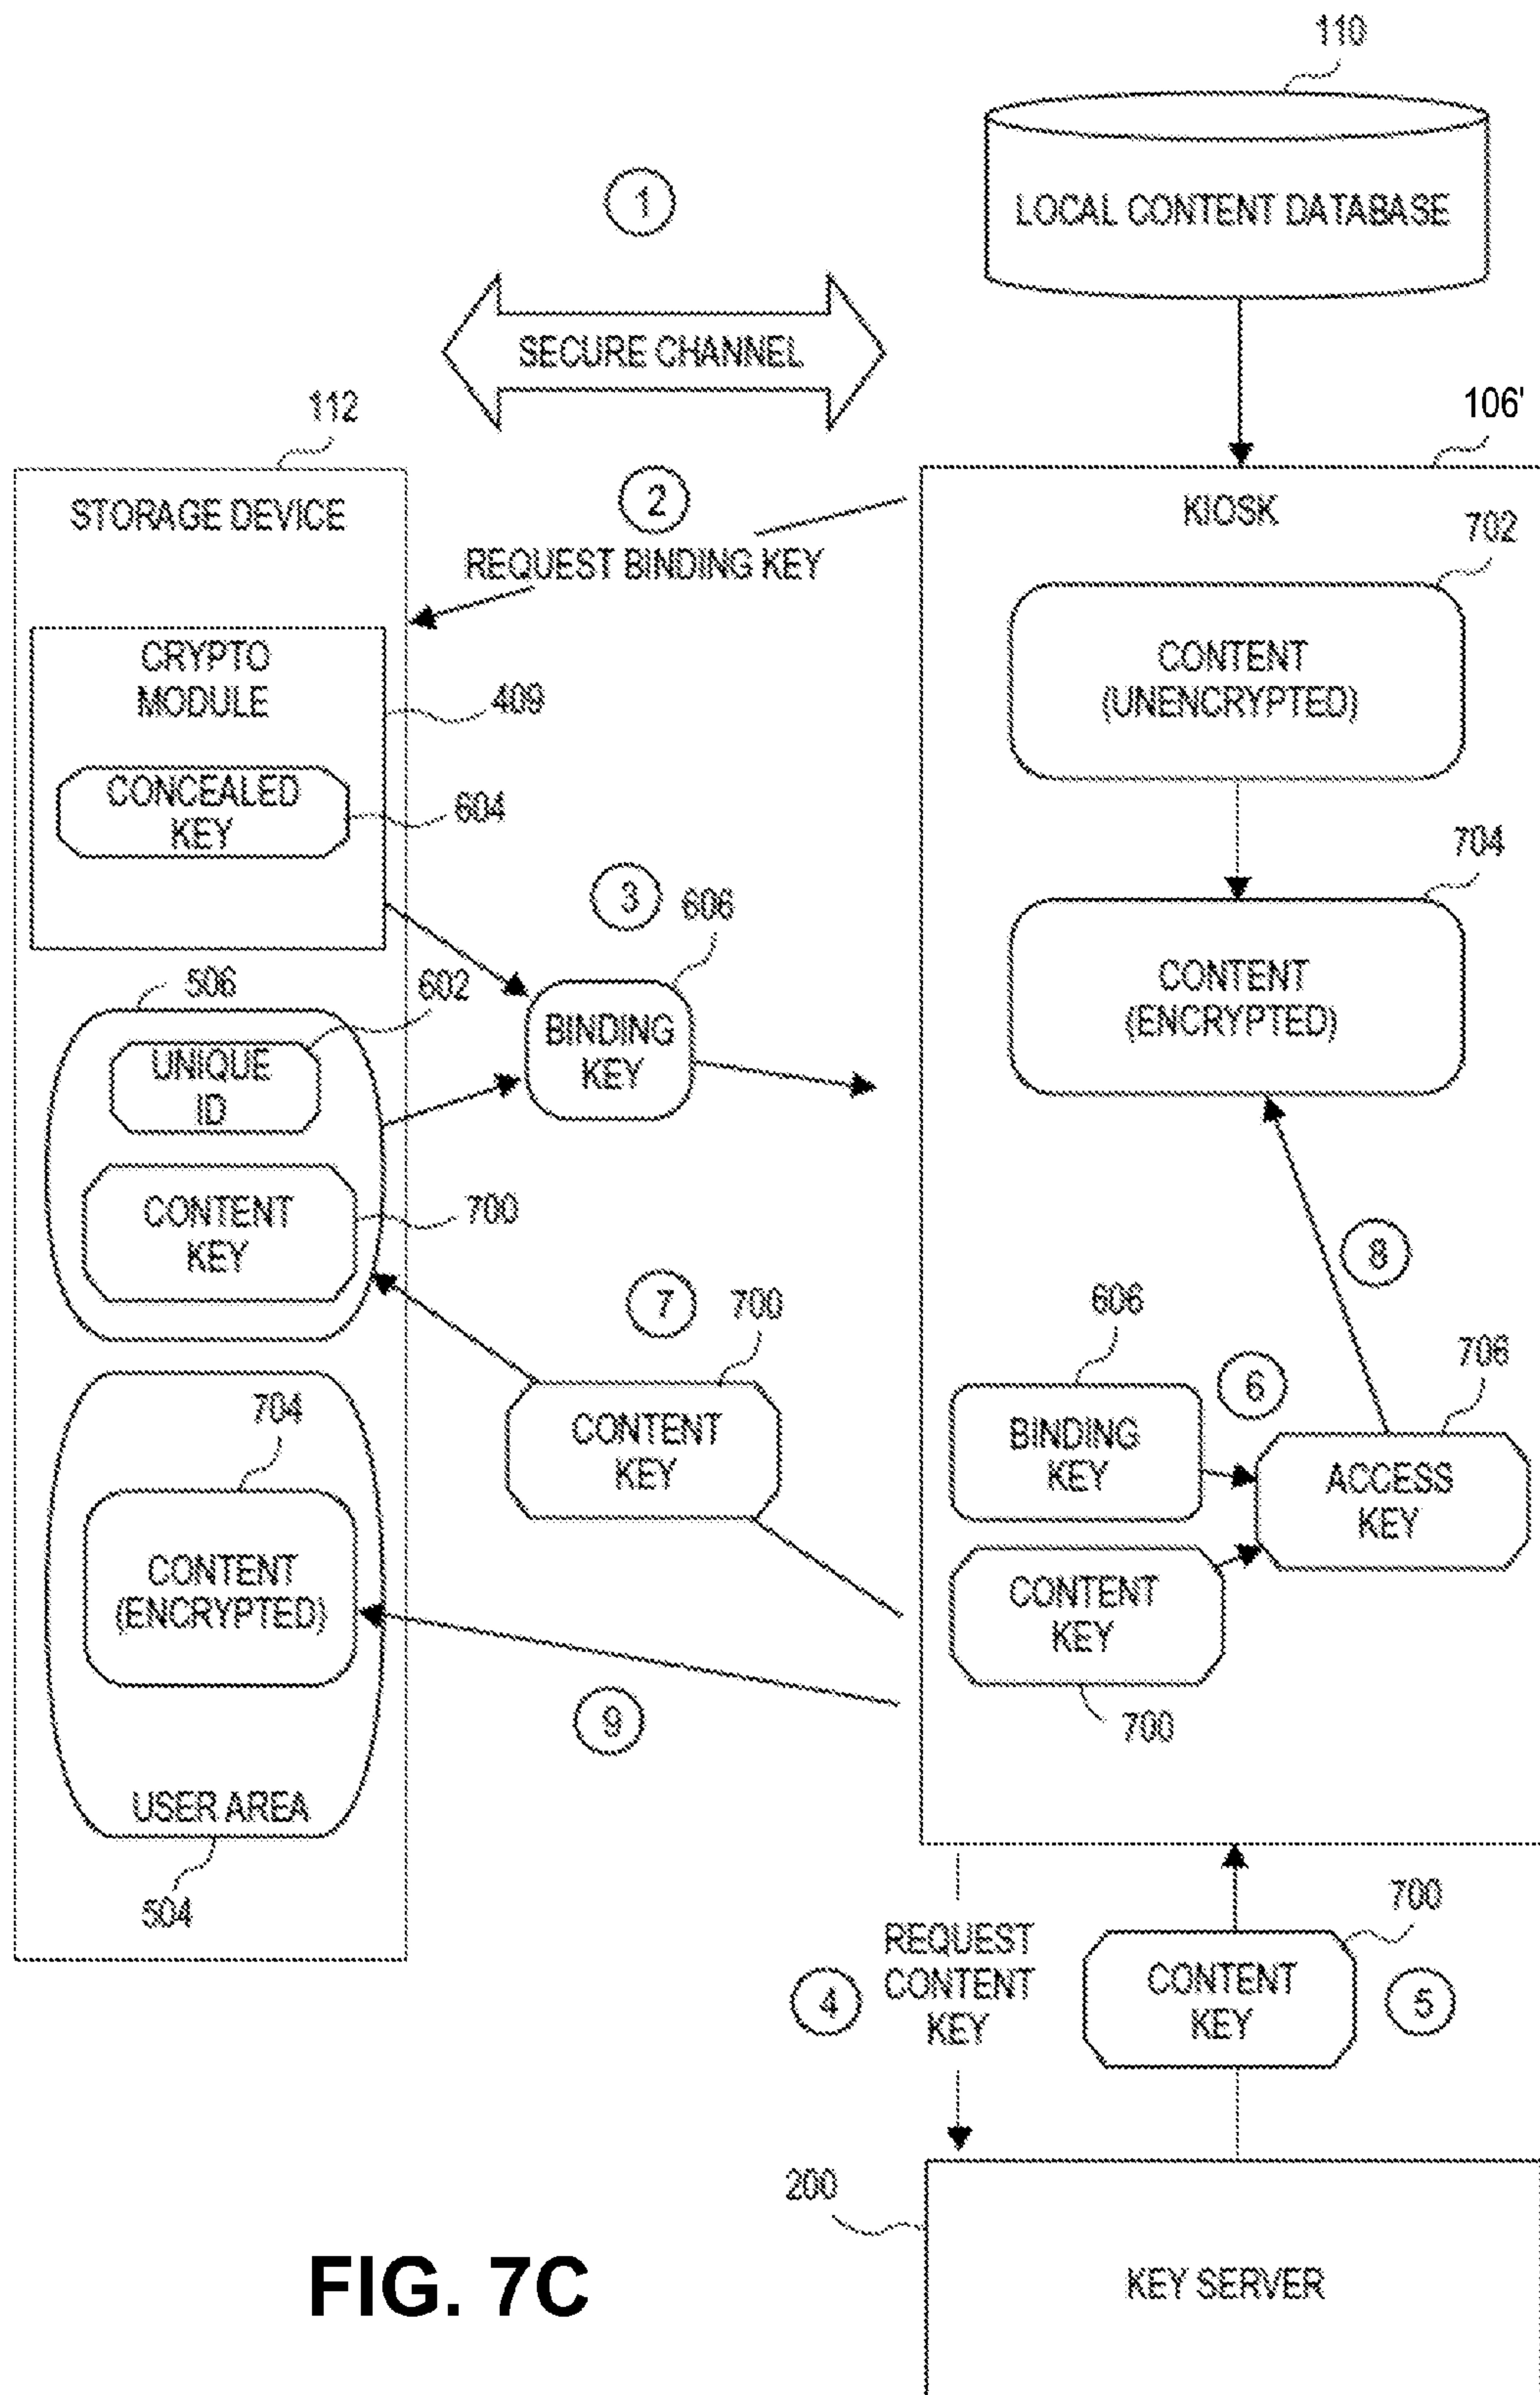 110
LOCAL CONTENT DATABASE
1
SECURE CHANNEL
112
106'
STORAGE DEVICE
2
REQUEST BINDING KEY
KIOSK
702
CONTENT
(UNENCRYPTED)
CRYPTO
MODULE
409
CONCEALED
KEY
604
704
CONTENT
(ENCRYPTED)
3
606
BINDING
KEY
506
602
UNIQUE
ID
CONTENT
KEY
700
8
7
700
CONTENT
KEY
606
6
706
BINDING
KEY
ACCESS
KEY
CONTENT
KEY
700
704
CONTENT
(ENCRYPTED)
9
USER AREA
504
4
REQUEST
CONTENT
KEY
700
CONTENT
KEY
5
200
KEY SERVER
FIG. 7C